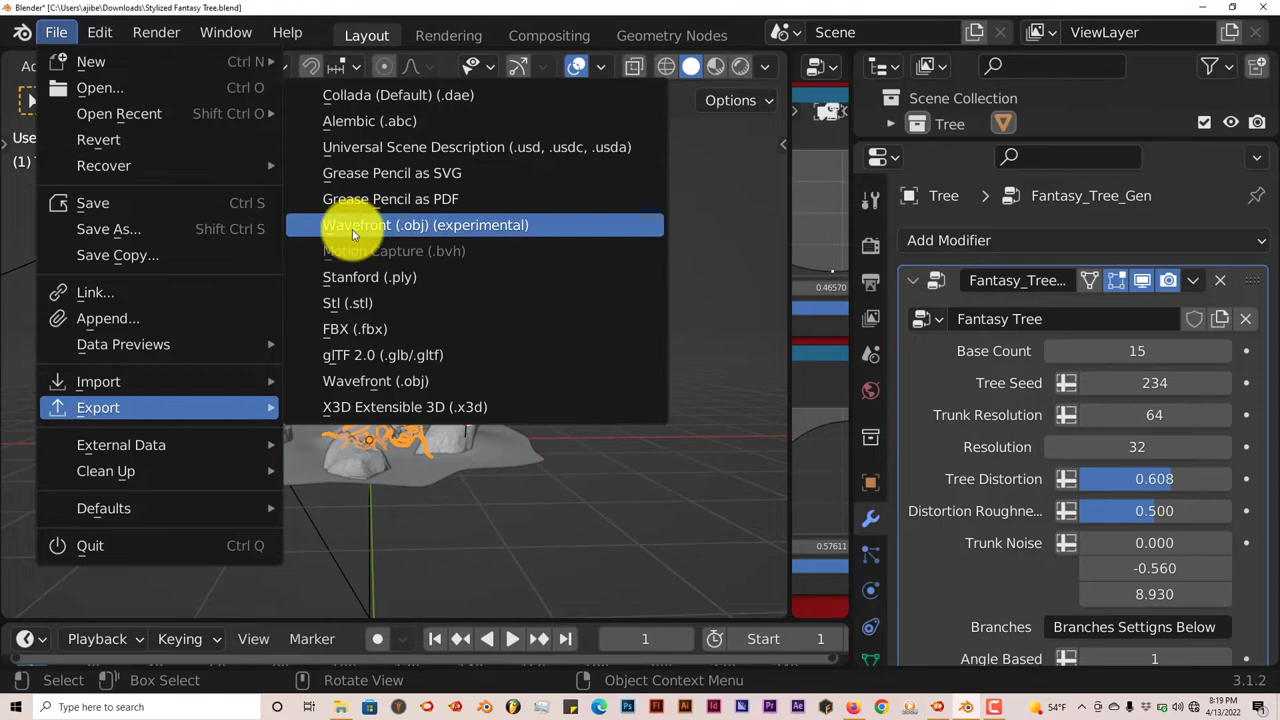 Blender* [C:\Users\ajibe\Downloads\Stylized Fantasy Tree.blend]
File Edit Render Window Help Layout Rendering Compositing Geometry Nodes Scene ViewLayer
New Ctrl N
Open... Ctrl O
Open Recent Shift Ctrl O
Revert
Recover
Save Ctrl S
Save As... Shift Ctrl S
Save Copy...
Link...
Append...
Data Previews
Import
Export
External Data
Clean Up
Defaults
Quit Ctrl Q
Collada (Default) (.dae)
Alembic (.abc)
Universal Scene Description (.usd, .usdc, .usda)
Grease Pencil as SVG
Grease Pencil as PDF
Wavefront (.obj) (experimental)
Motion Capture (.bvh)
Stanford (.ply)
Stl (.stl)
FBX (.fbx)
glTF 2.0 (.glb/.gltf)
Wavefront (.obj)
X3D Extensible 3D (.x3d)
Options
0.46570
0.57611
Scene Collection
Tree
Tree Fantasy_Tree_Gen
Add Modifier
Fantasy_Tree...
Fantasy Tree
Base Count 15
Tree Seed 234
Trunk Resolution 64
Resolution 32
Tree Distortion 0.608
Distortion Roughne... 0.500
Trunk Noise 0.000
-0.560
8.930
Branches Branches Settigns Below
Angle Based 1
Playback Keying View Marker 1 Start 1
Select Box Select Rotate View Object Context Menu 3.1.2
Type here to search 54°F 8:19 PM
4/13/2022